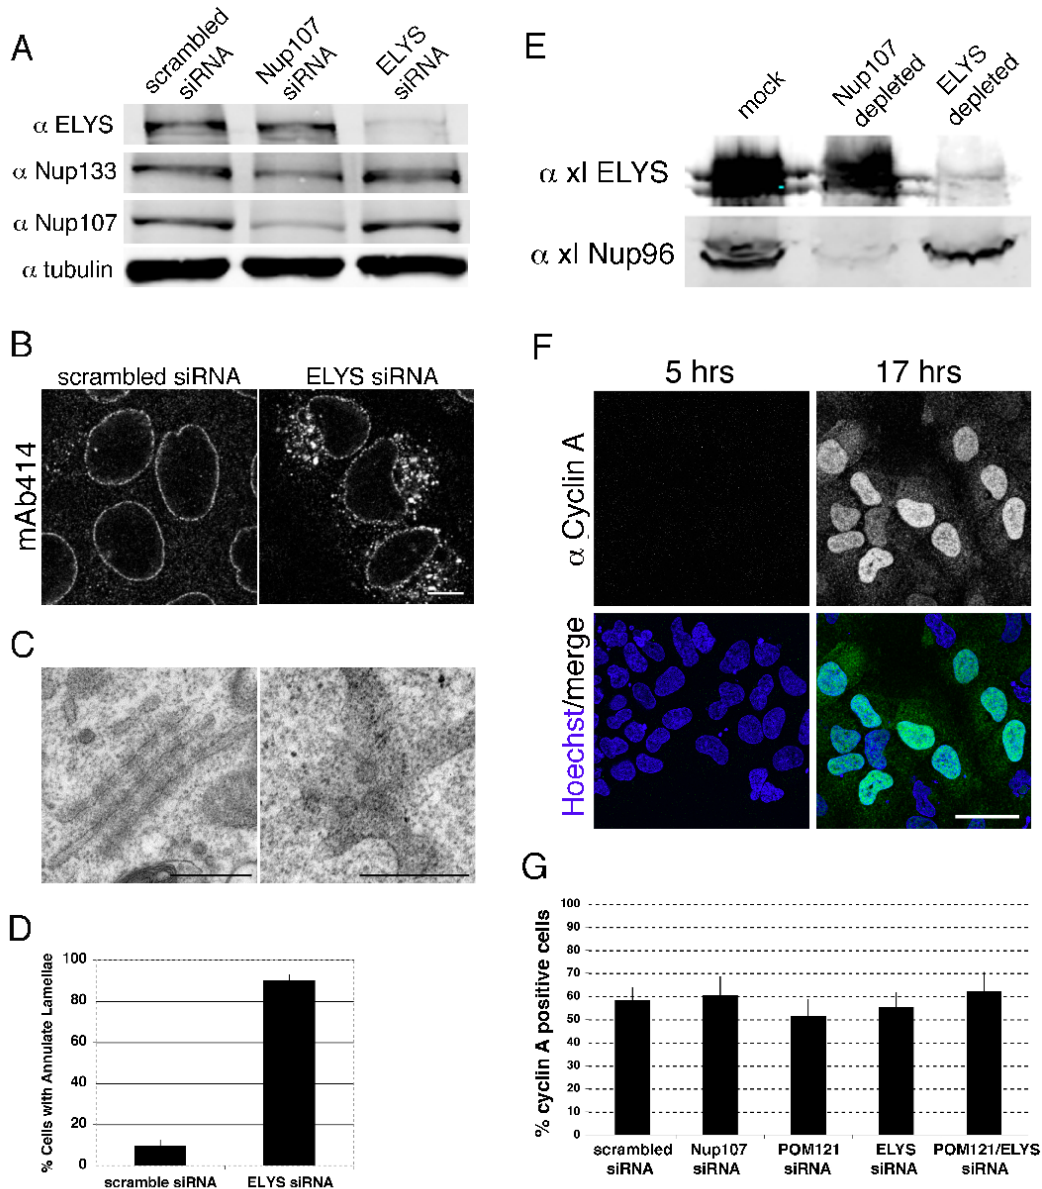 A
scrambled
siRNA
Nup107
siRNA
ELYS
siRNA
α ELYS
α Nup133
α Nup107
α tubulin
B
scrambled siRNA
ELYS siRNA
mAb414
C
D
% Cells with Annulate Lamellae
100
80
60
40
20
0
scramble siRNA
ELYS siRNA
E
mock
Nup107
depleted
ELYS
depleted
α xl ELYS
α xl Nup96
F
5 hrs
17 hrs
α Cyclin A
Hoechst/merge
G
% cyclin A positive cells
100
90
80
70
60
50
40
30
20
10
0
scrambled
siRNA
Nup107
siRNA
POM121
siRNA
ELYS
siRNA
POM121/ELYS
siRNA